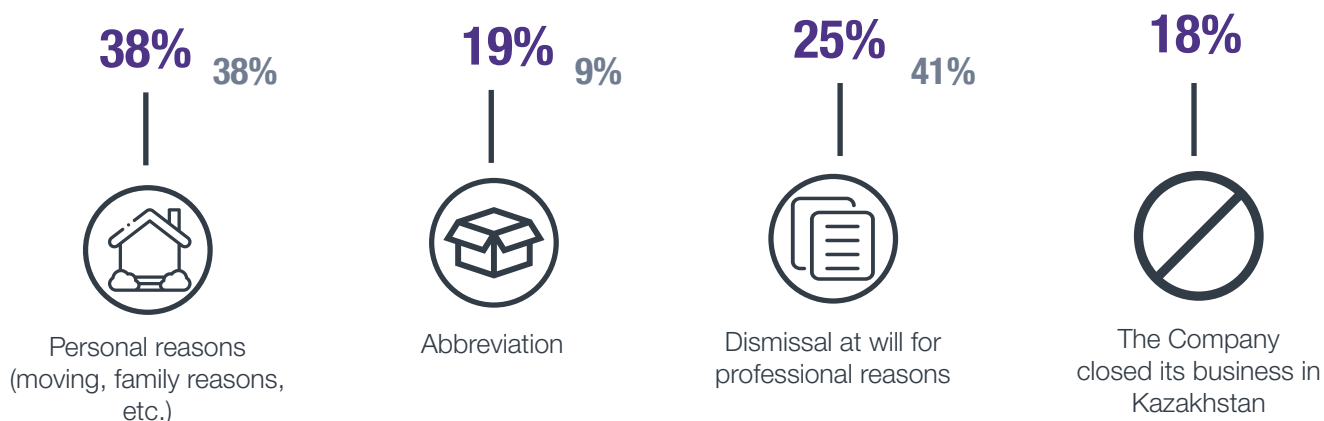 38%
38%
Personal reasons
(moving, family reasons,
etc.)
19%
9%
Abbreviation
25%
41%
Dismissal at will for
professional reasons
18%
The Company
closed its business in
Kazakhstan